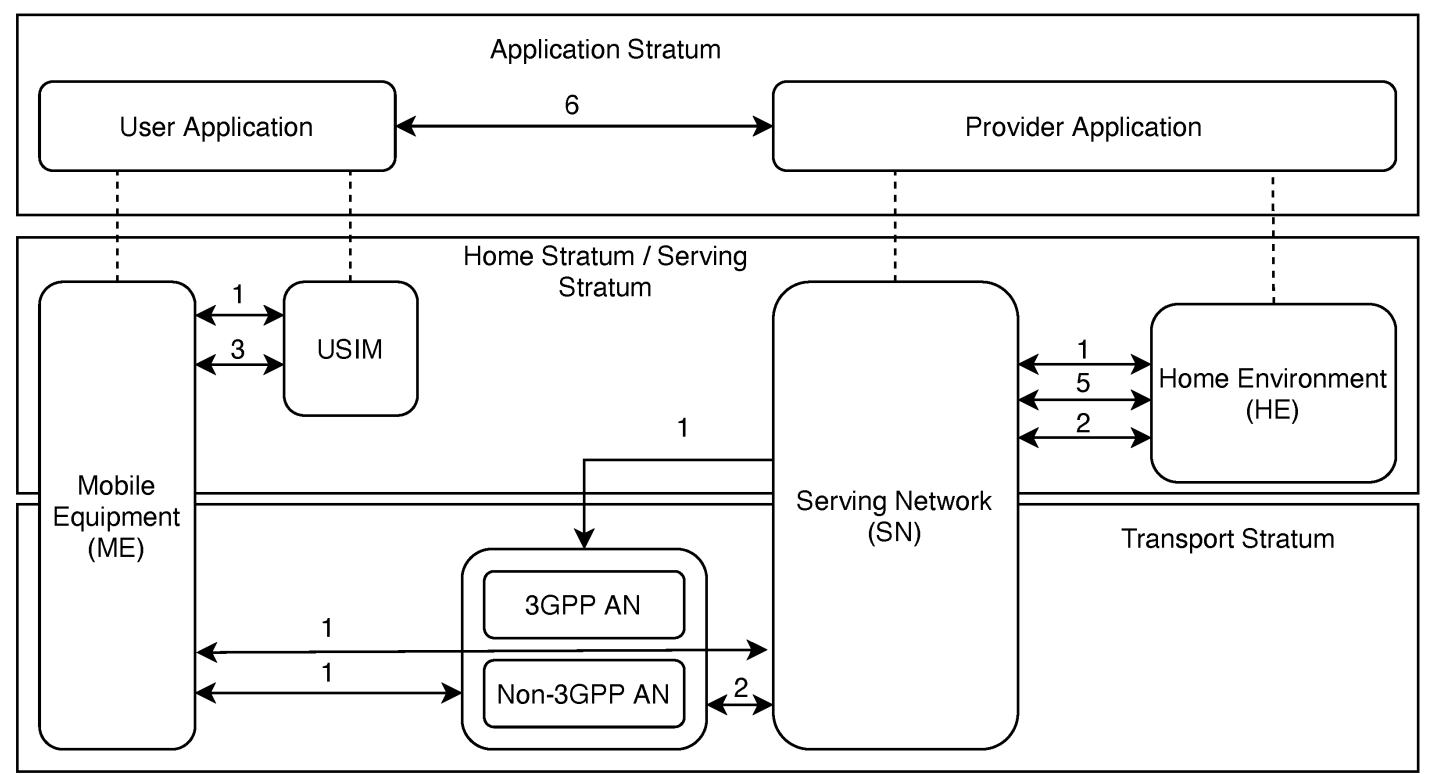 Application Stratum
6
User Application
Provider Application
Home Stratum / Serving
Stratum
1
3
USIM
1
5
2
Home Environment
(HE)
1
Mobile
Equipment
(ME)
Serving Network
(SN)
Transport Stratum
3GPP AN
1
1
Non-3GPP AN
2